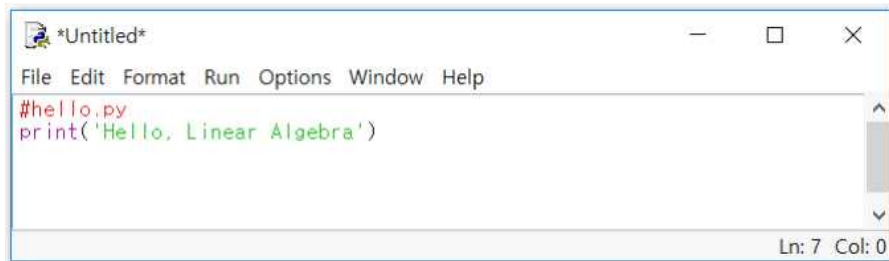 *Untitled*
File Edit Format Run Options Window Help
#hello.py
print('Hello, Linear Algebra')
Ln: 7 Col: 0